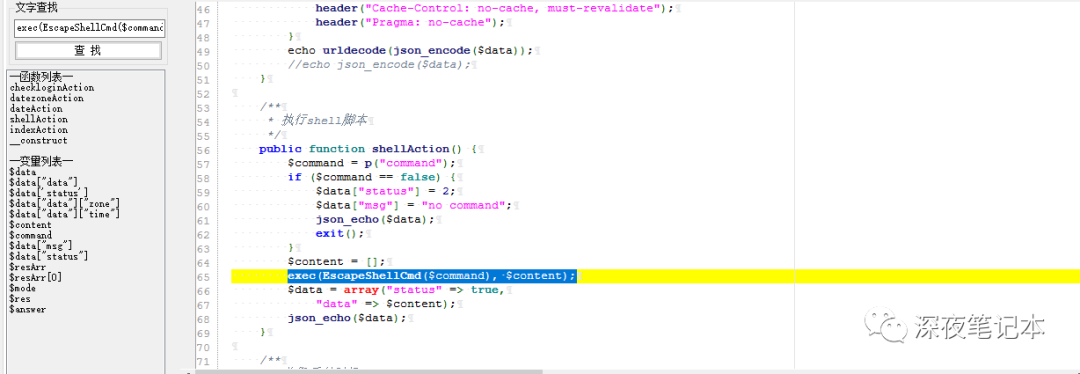 文字查找
exec(EscapeShellCmd($command
查 找
—函数列表—
checkloginAction
datezoneAction
dateAction
shellAction
indexAction
__construct
—变量列表—
$data
$data["data"]
$data['status']
$data["data"]["zone"]
$data["data"]["time"]
$content
$command
$data["msg"]
$data["status"]
$resArr
$resArr[0]
$mode
$res
$answer
46 header("Cache-Control: no-cache, must-revalidate");
47 header("Pragma: no-cache");
48 }
49 echo urldecode(json_encode($data));
50 //echo json_encode($data);
51 }
52
53 /**
54 * 执行shell脚本
55 */
56 public function shellAction() {
57 $command = p("command");
58 if ($command == false) {
59 $data["status"] = 2;
60 $data["msg"] = "no command";
61 json_echo($data);
62 exit();
63 }
64 $content = [];
65 exec(EscapeShellCmd($command), $content);
66 $data = array("status" => true,
67 "data" => $content);
68 json_echo($data);
69 }
70
71 /**
深夜笔记本